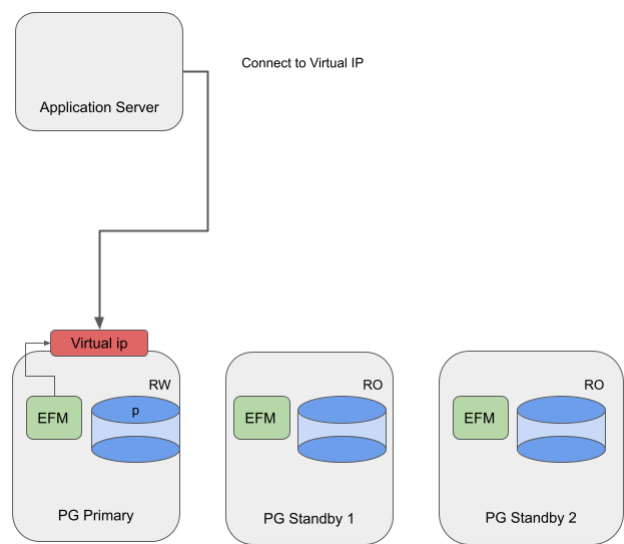 Connect to Virtual IP
Application Server
Virtual ip
RW
EFM
p
PG Primary
RO
EFM
PG Standby 1
RO
EFM
PG Standby 2